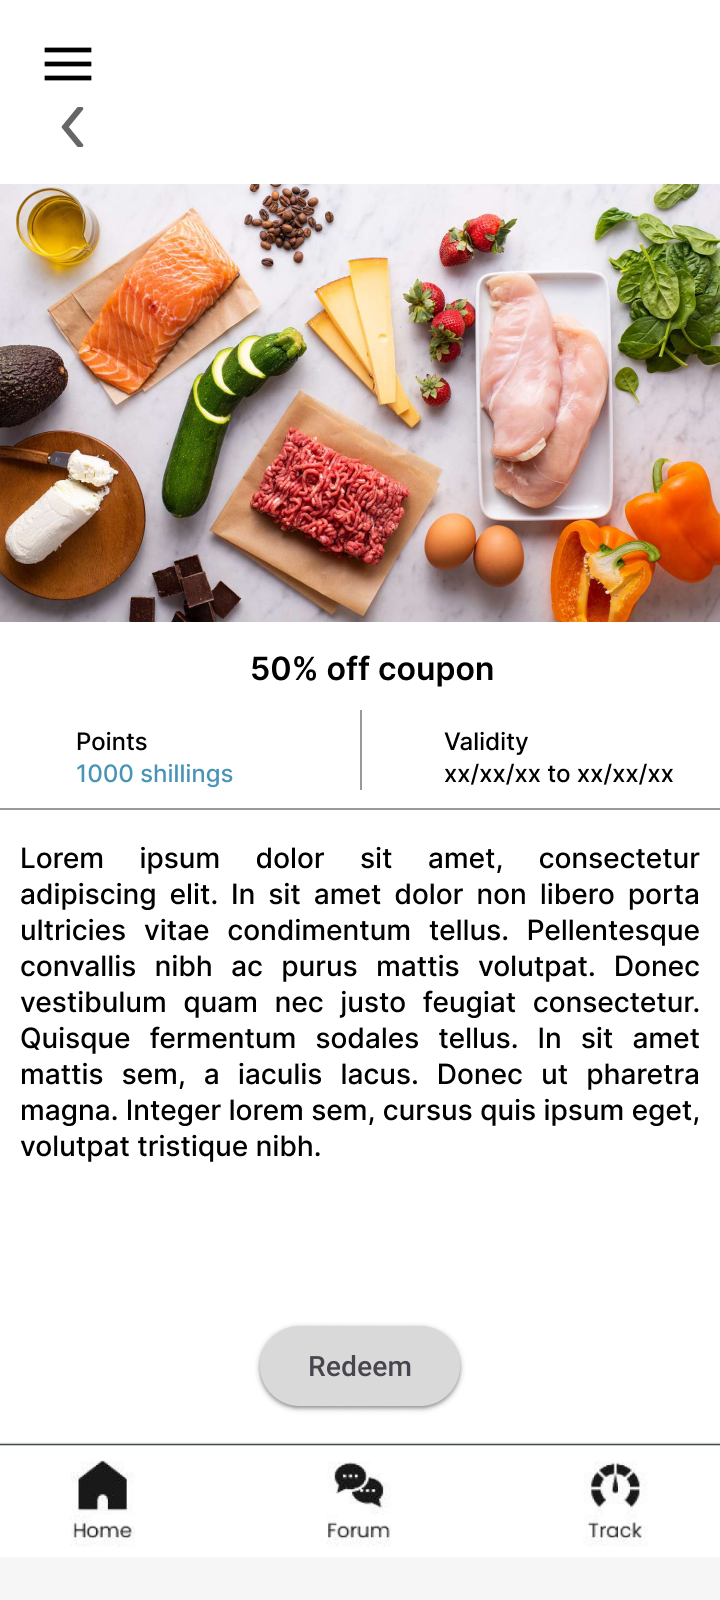 50% off coupon
Points
1000 shillings
Validity
xx/xx/xx to xx/xx/xx
Lorem ipsum dolor sit amet, consectetur
adipiscing elit. In sit amet dolor non libero porta
ultricies vitae condimentum tellus. Pellentesque
convallis nibh ac purus mattis volutpat. Donec
vestibulum quam nec justo feugiat consectetur.
Quisque fermentum sodales tellus. In sit amet
mattis sem, a iaculis lacus. Donec ut pharetra
magna. Integer lorem sem, cursus quis ipsum eget,
volutpat tristique nibh.
Redeem
Home
Forum
Track